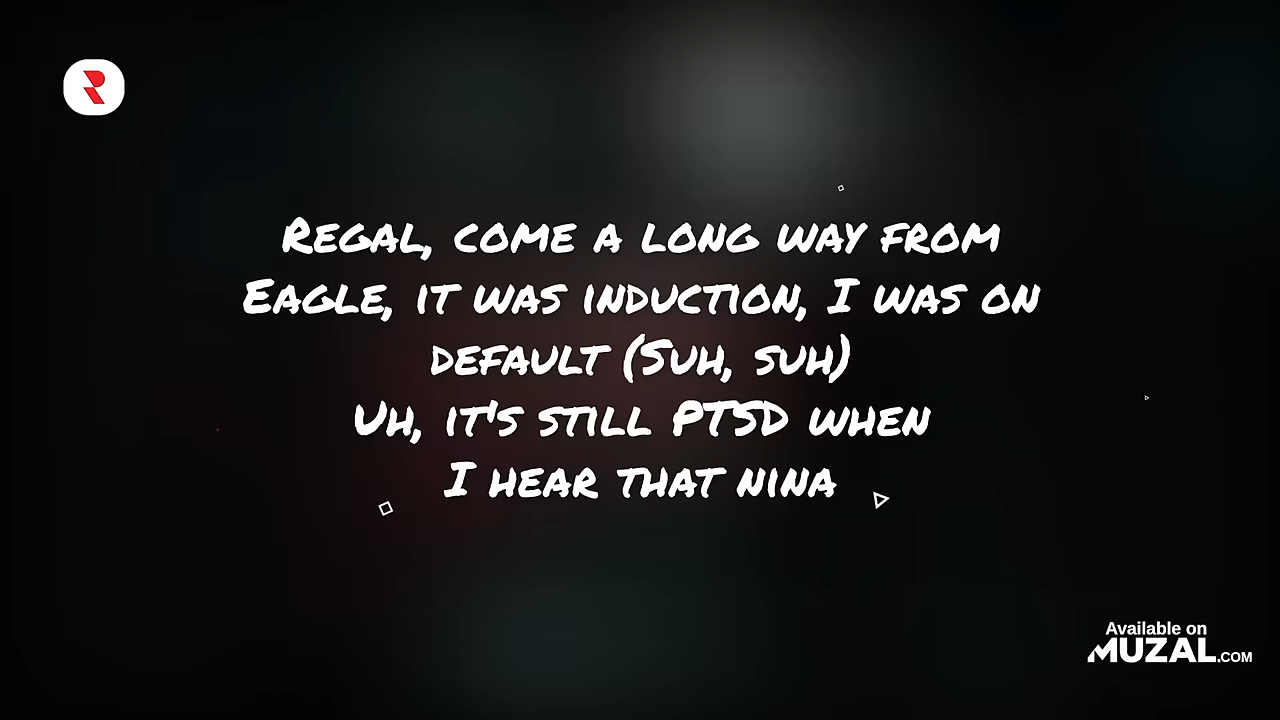 Regal, come a long way from
Eagle, it was induction, I was on
default (Suh, suh)
Uh, it's still PTSD when
I hear that nina
Available on
MUZAL.COM